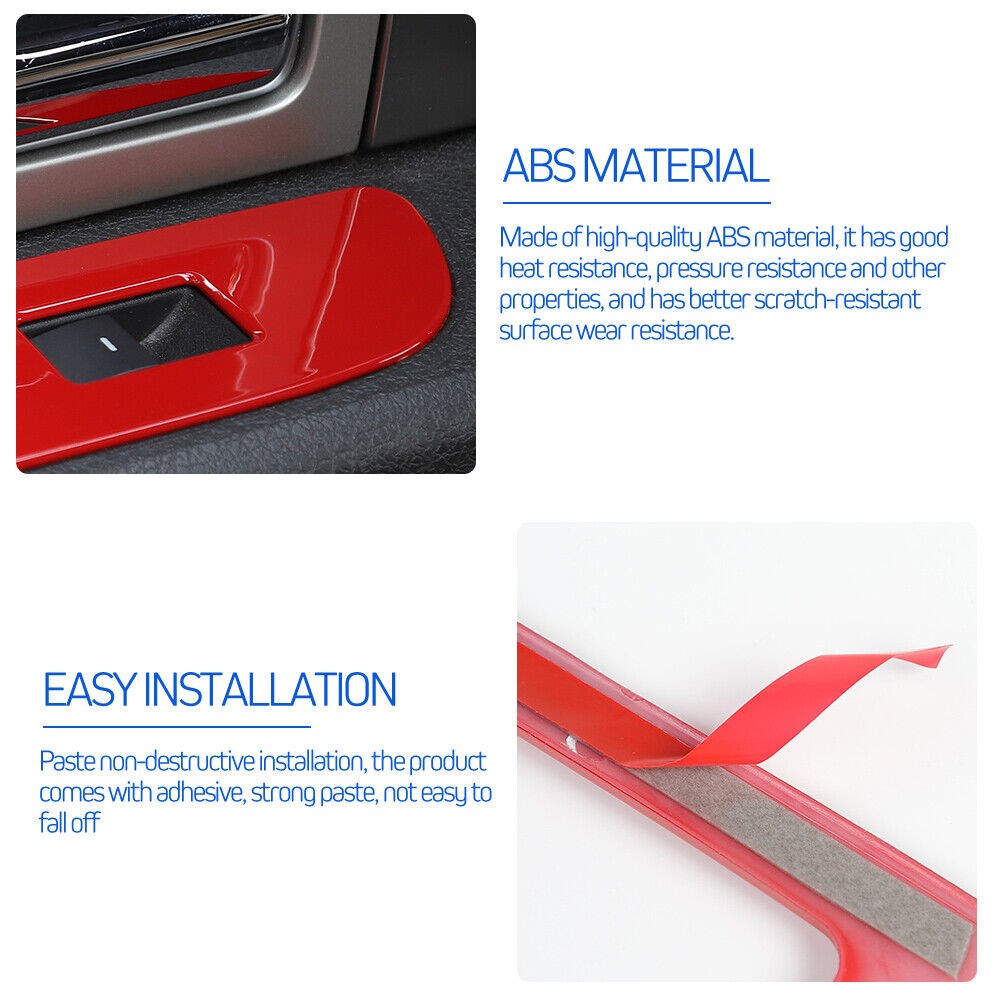 ABS MATERIAL
Made of high-quality ABS material, it has good
heat resistance, pressure resistance and other
properties, and has better scratch-resistant
surface wear resistance.
EASY INSTALLATION
Paste non-destructive installation, the product
comes with adhesive, strong paste, not easy to
fall off